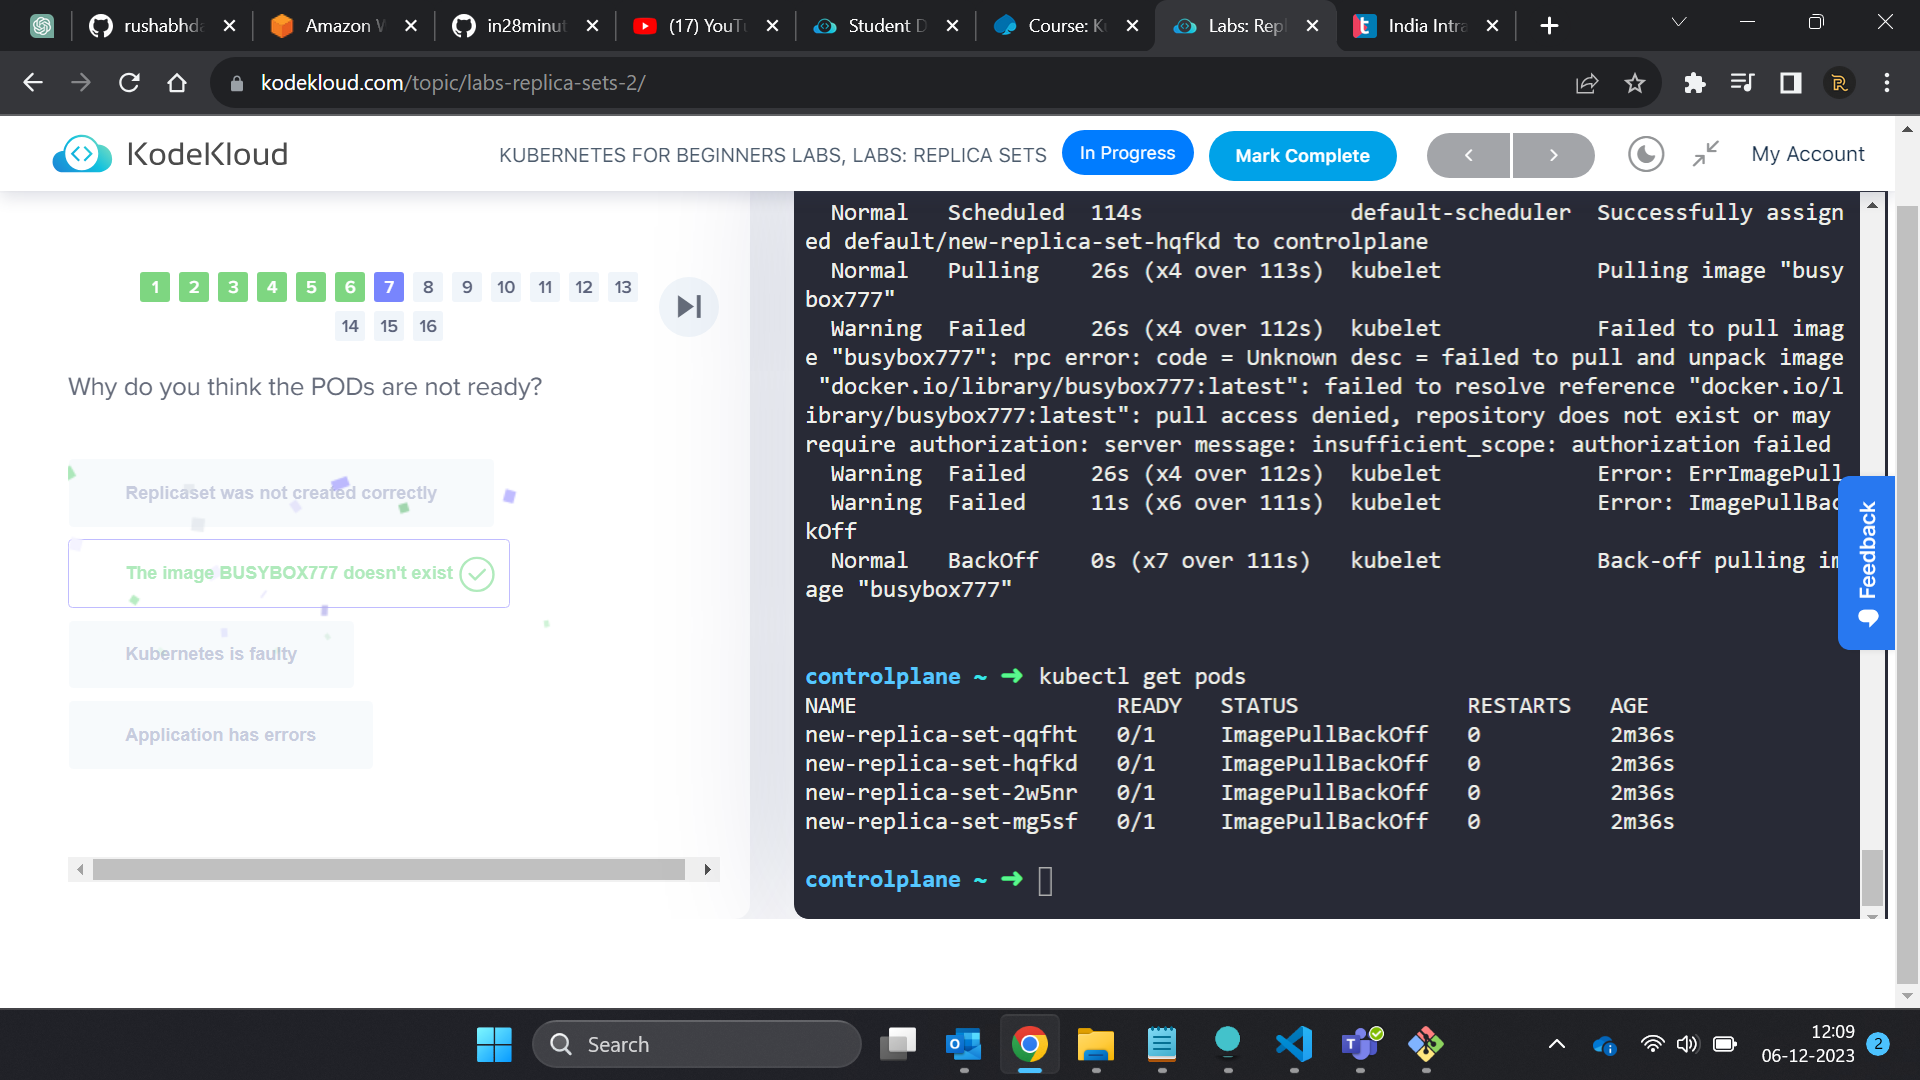 rushabhda
Amazon W
in28minut
(17) YouTu
Student D
Course: Ku
Labs: Repl
India Intra
kodekloud.com/topic/labs-replica-sets-2/
KodeKloud
KUBERNETES FOR BEGINNERS LABS, LABS: REPLICA SETS
In Progress
Mark Complete
My Account
1 2 3 4 5 6 7 8 9 10 11 12 13
14 15 16
Why do you think the PODs are not ready?
Replicaset was not created correctly
The image BUSYBOX777 doesn't exist
Kubernetes is faulty
Application has errors
Normal Scheduled 114s default-scheduler Successfully assign
ed default/new-replica-set-hqfkd to controlplane
Normal Pulling 26s (x4 over 113s) kubelet Pulling image "busy
box777"
Warning Failed 26s (x4 over 112s) kubelet Failed to pull imag
e "busybox777": rpc error: code = Unknown desc = failed to pull and unpack image
"docker.io/library/busybox777:latest": failed to resolve reference "docker.io/l
ibrary/busybox777:latest": pull access denied, repository does not exist or may
require authorization: server message: insufficient_scope: authorization failed
Warning Failed 26s (x4 over 112s) kubelet Error: ErrImagePull
Warning Failed 11s (x6 over 111s) kubelet Error: ImagePullBac
kOff
Normal BackOff 0s (x7 over 111s) kubelet Back-off pulling im
age "busybox777"
controlplane ~ ➜ kubectl get pods
NAME READY STATUS RESTARTS AGE
new-replica-set-qqfht 0/1 ImagePullBackOff 0 2m36s
new-replica-set-hqfkd 0/1 ImagePullBackOff 0 2m36s
new-replica-set-2w5nr 0/1 ImagePullBackOff 0 2m36s
new-replica-set-mg5sf 0/1 ImagePullBackOff 0 2m36s
controlplane ~ ➜
Feedback
Search
12:09
06-12-2023
2